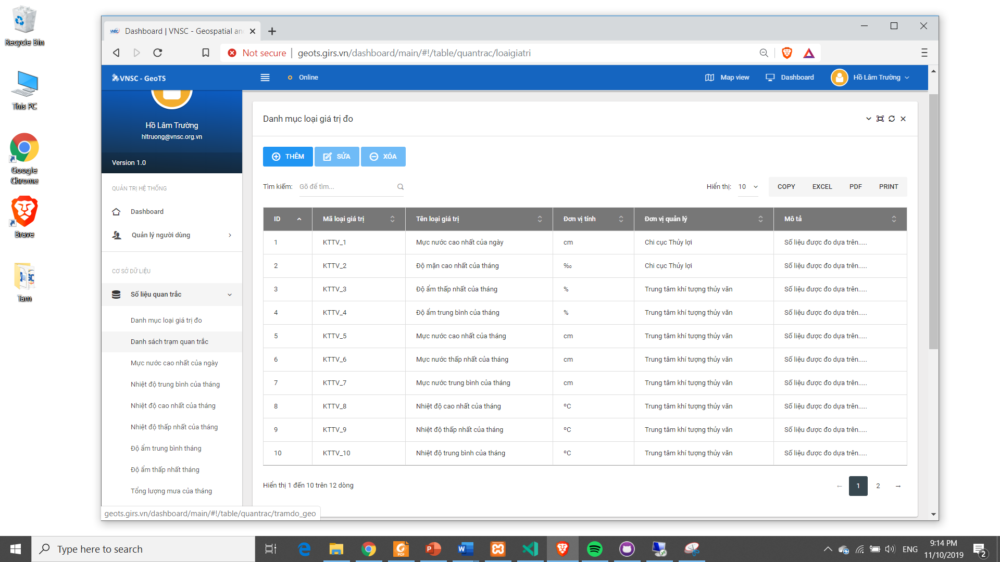 Recycle Bin
This PC
Google Chrome
Brave
Tam
Dashboard | VNSC - Geospatial an
Not secure | geots.girs.vn/dashboard/main/#!/table/quantrac/loaigiatri
VNSC - GeoTS
Online
Map view
Dashboard
Hồ Lâm Trường
Hồ Lâm Trường
hltruong@vnsc.org.vn
Version 1.0
QUẢN TRỊ HỆ THỐNG
Dashboard
Quản lý người dùng
CƠ SỞ DỮ LIỆU
Số liệu quan trắc
Danh mục loại giá trị đo
Danh sách trạm quan trắc
Mực nước cao nhất của ngày
Nhiệt độ trung bình của tháng
Nhiệt độ cao nhất của tháng
Nhiệt độ thấp nhất của tháng
Độ ẩm trung bình tháng
Độ ẩm thấp nhất tháng
Tổng lượng mưa của tháng
geots.girs.vn/dashboard/main/#!/table/quantrac/tramdo_geo
Danh mục loại giá trị đo
THÊM SỬA XÓA
Tìm kiếm: Gõ để tìm...
Hiển thị: 10
COPY EXCEL PDF PRINT
ID Mã loại giá trị Tên loại giá trị Đơn vị tính Đơn vị quản lý Mô tả
1 KTTV_1 Mực nước cao nhất của ngày cm Chi cục Thủy lợi Số liệu được đo dựa trên.....
2 KTTV_2 Độ mặn cao nhất của tháng ‰ Chi cục Thủy lợi Số liệu được đo dựa trên.....
3 KTTV_3 Độ ẩm thấp nhất của tháng % Trung tâm khí tượng thủy văn Số liệu được đo dựa trên.....
4 KTTV_4 Độ ẩm trung bình của tháng % Trung tâm khí tượng thủy văn Số liệu được đo dựa trên.....
5 KTTV_5 Mực nước cao nhất của tháng cm Trung tâm khí tượng thủy văn Số liệu được đo dựa trên.....
6 KTTV_6 Mực nước thấp nhất của tháng cm Trung tâm khí tượng thủy văn Số liệu được đo dựa trên.....
7 KTTV_7 Mực nước trung bình của tháng cm Trung tâm khí tượng thủy văn Số liệu được đo dựa trên.....
8 KTTV_8 Nhiệt độ cao nhất của tháng ºC Trung tâm khí tượng thủy văn Số liệu được đo dựa trên.....
9 KTTV_9 Nhiệt độ thấp nhất của tháng ºC Trung tâm khí tượng thủy văn Số liệu được đo dựa trên.....
10 KTTV_10 Nhiệt độ trung bình của tháng ºC Trung tâm khí tượng thủy văn Số liệu được đo dựa trên.....
Hiển thị 1 đến 10 trên 12 dòng
← 1 2 →
Type here to search
ENG
9:14 PM
11/10/2019
2